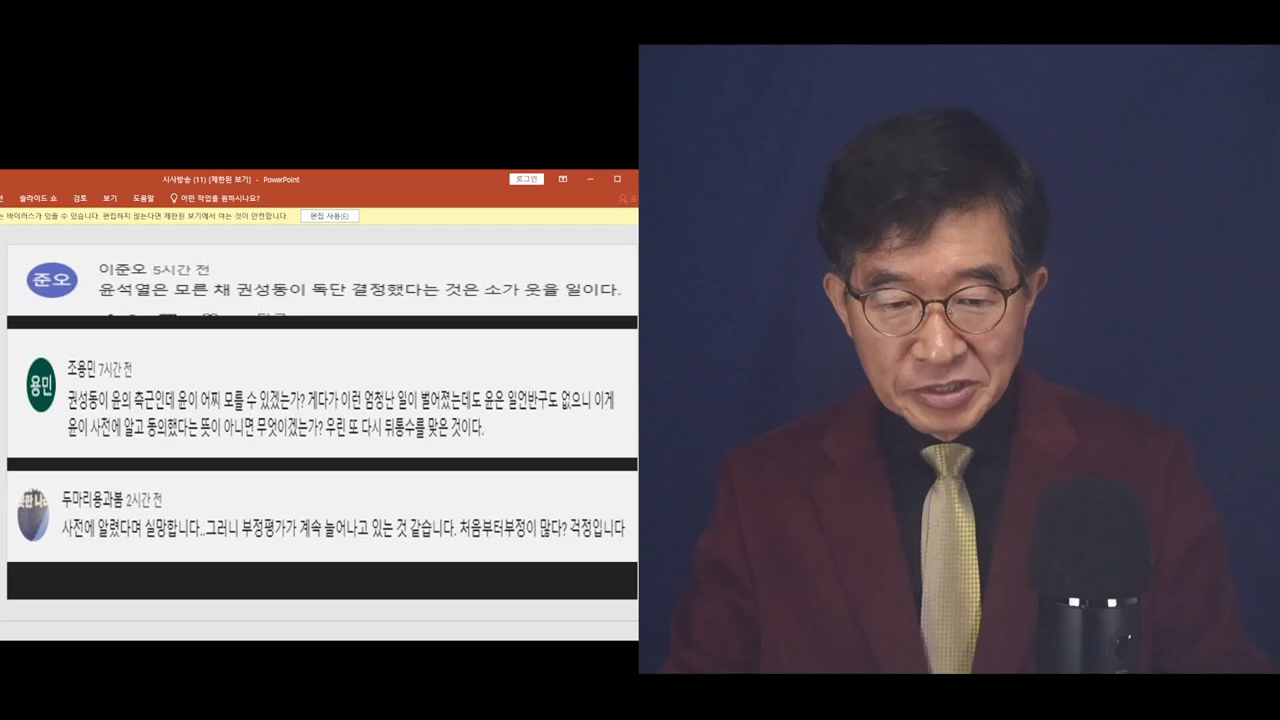 시사방송 (11) [제한된 보기] - PowerPoint
로그인
슬라이드 쇼 검토 보기 도움말 어떤 작업을 원하시나요?
는 바이러스가 있을 수 있습니다. 편집하지 않는다면 제한된 보기에서 여는 것이 안전합니다. 편집 사용(E)
준오
이준오 5시간 전
윤석열은 모른 채 권성동이 독단 결정했다는 것은 소가 웃을 일이다.
용민
조용민 7시간 전
권성동이 윤의 측근인데 윤이 어찌 모를 수 있겠는가? 게다가 이런 엄청난 일이 벌어졌는데도 윤은 일언반구도 없으니 이게
윤이 사전에 알고 동의했다는 뜻이 아니면 무엇이겠는가? 우린 또 다시 뒤통수를 맞은 것이다.
두마리용과봄 2시간 전
사전에 알렸다며 실망합니다..그러니 부정평가가 계속 늘어나고 있는 것 같습니다. 처음부터부정이 많다? 걱정입니다